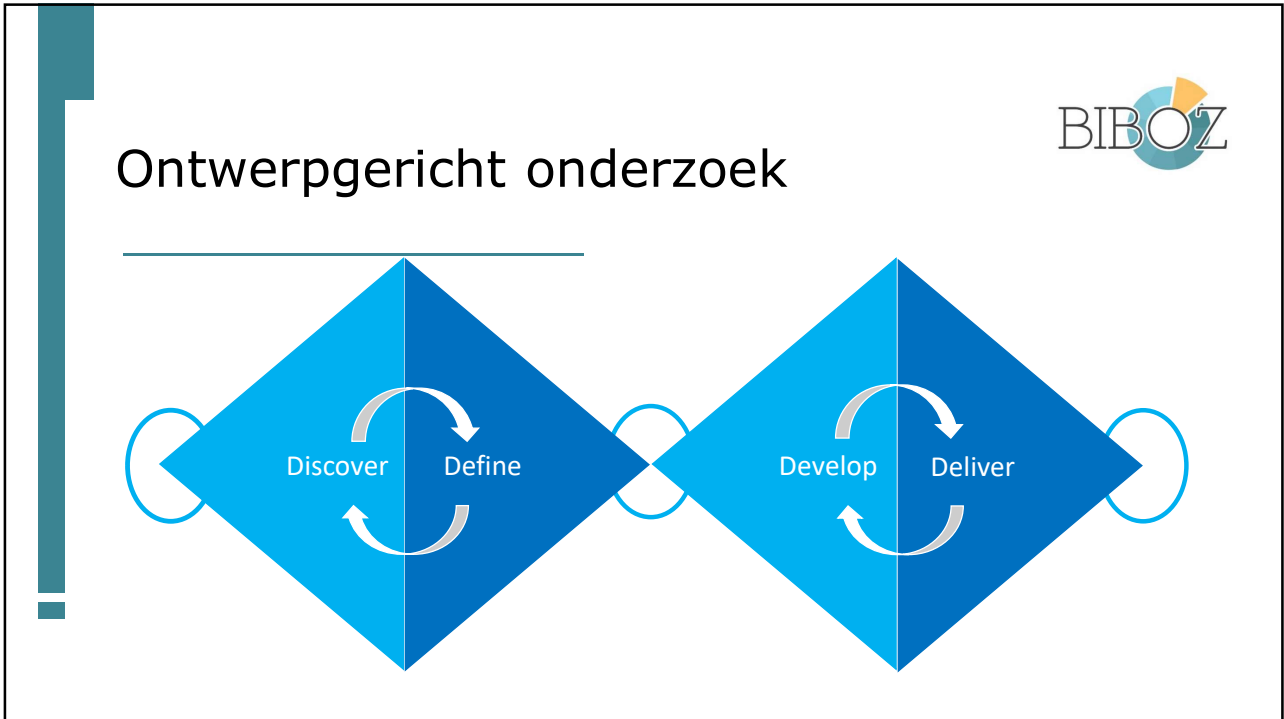 BIBOZ
Ontwerpgericht onderzoek
Discover
Define
Develop
Deliver